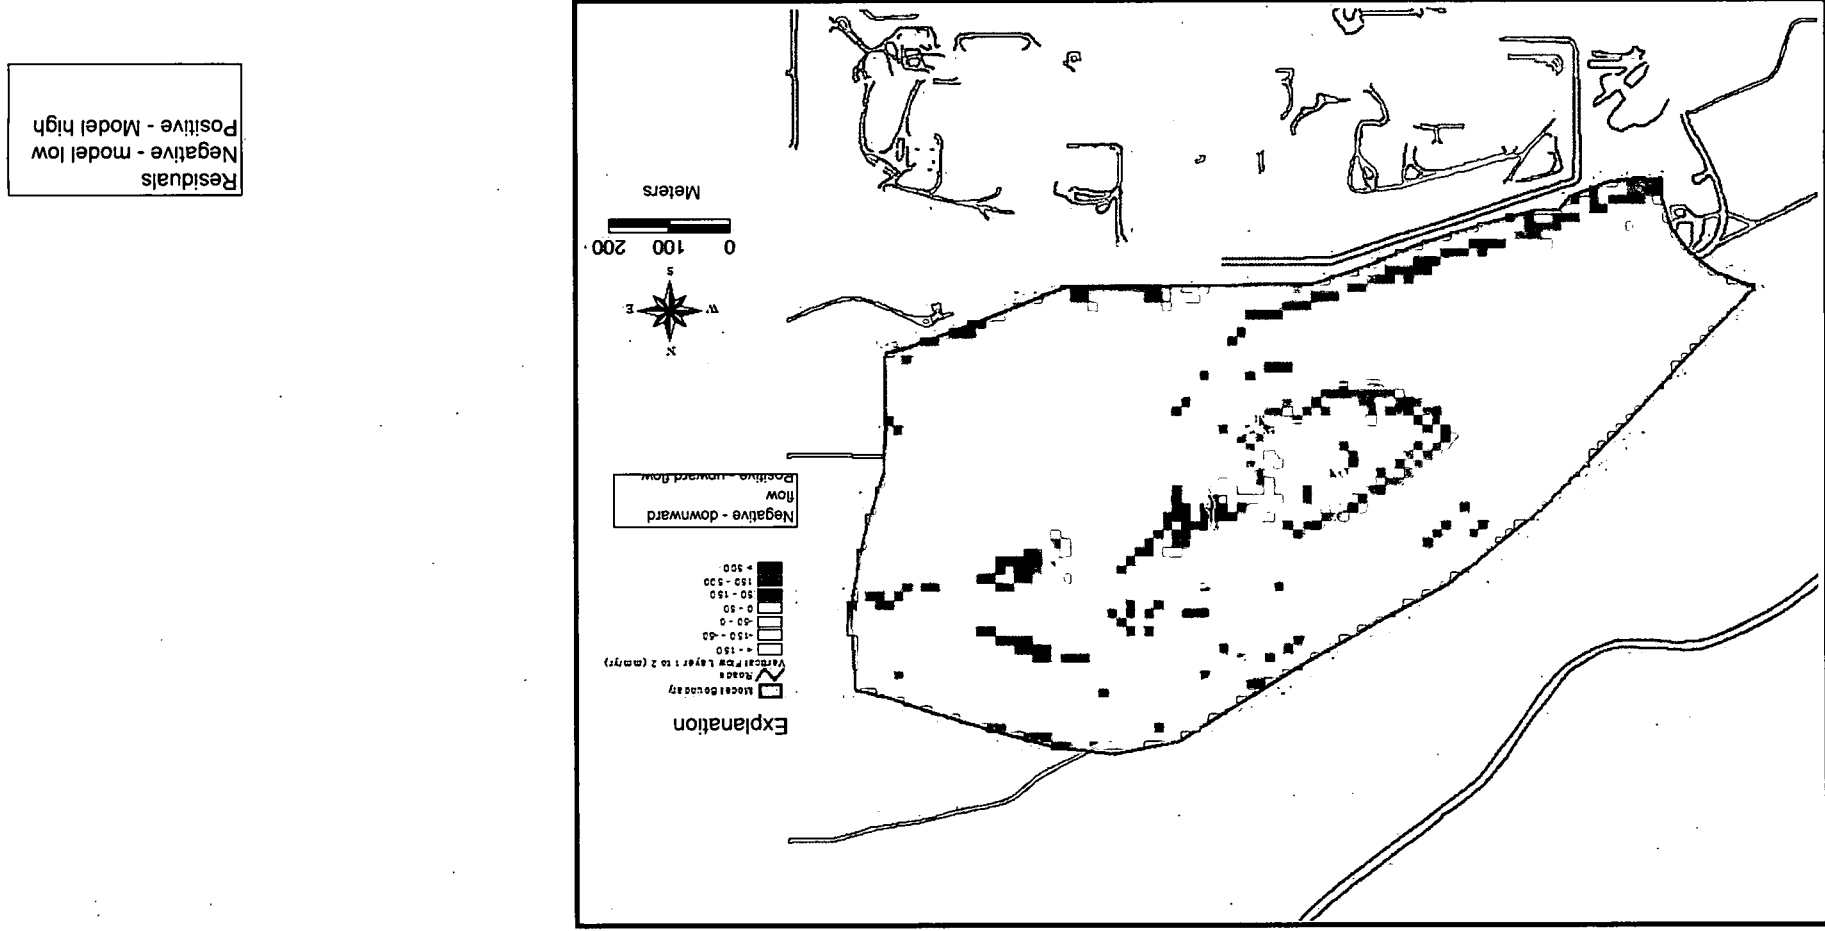 Explanation
Model Boundary
Roads
Vertical Flow Layer 1 to 2 (mm/yr)
< -150
-150 - -50
-50 - 0
0 - 50
50 - 150
150 - 500
> 500
Negative - downward
flow
Positive - upward flow
N
W
E
S
0 100 200
Meters
Residuals
Negative - model low
Positive - Model high